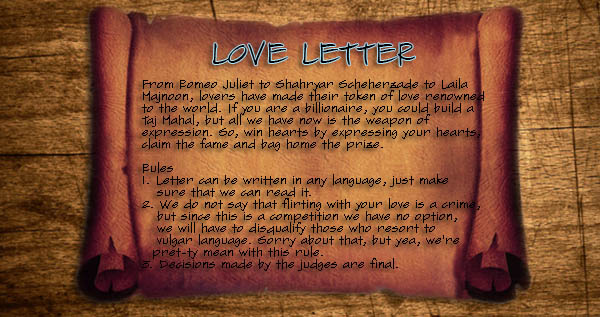 LOVE LETTER
From Romeo Juliet to Shahryar Scheherzade to Laila
Majnoon, lovers have made their token of love renowned
to the world. If you are a billionaire, you could build a
Taj Mahal, but all we have now is the weapon of
expression. So, win hearts by expressing your hearts,
claim the fame and bag home the prize.
Rules
1. Letter can be written in any language, just make
sure that we can read it.
2. We do not say that flirting with your love is a crime,
but since this is a competition we have no option,
we will have to disqualify those who resort to
vulgar language. Sorry about that, but yea, we're
pret-ty mean with this rule.
3. Decisions made by the judges are final.